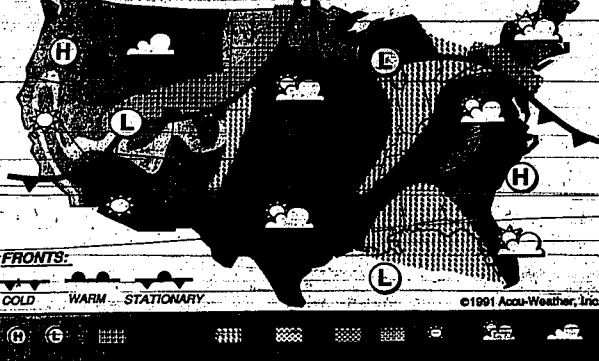 H
L
L
H
L
FRONTS:
COLD WARM STATIONARY
©1991 Accu-Weather, Inc.
H L